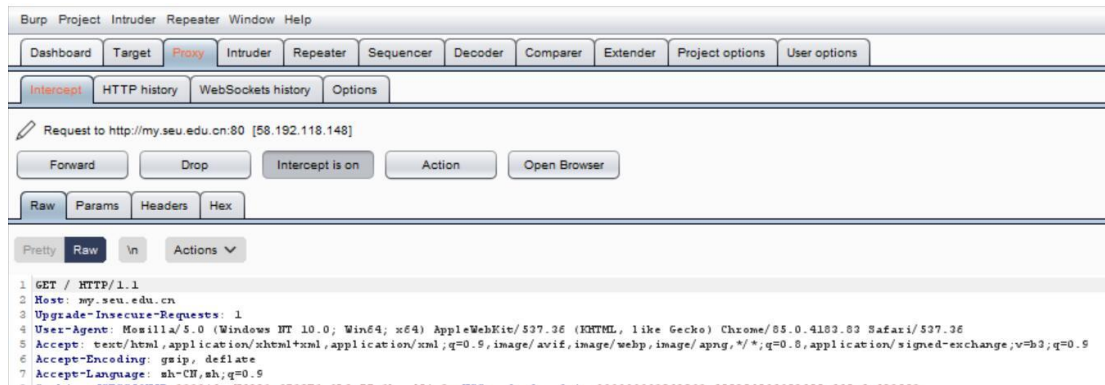 Burp Project Intruder Repeater Window Help
Dashboard Target Proxy Intruder Repeater Sequencer Decoder Comparer Extender Project options User options
Intercept HTTP history WebSockets history Options
Request to http://my.seu.edu.cn:80 [58.192.118.148]
Forward Drop Intercept is on Action Open Browser
Raw Params Headers Hex
Pretty Raw \n Actions
1 GET / HTTP/1.1
2 Host: my.seu.edu.cn
3 Upgrade-Insecure-Requests: 1
4 User-Agent: Mozilla/5.0 (Windows NT 10.0; Win64; x64) AppleWebKit/537.36 (KHTML, like Gecko) Chrome/85.0.4183.83 Safari/537.36
5 Accept: text/html,application/xhtml+xml,application/xml;q=0.9,image/avif,image/webp,image/apng,*/*;q=0.8,application/signed-exchange;v=b3;q=0.9
6 Accept-Encoding: gzip, deflate
7 Accept-Language: zh-CN,zh;q=0.9